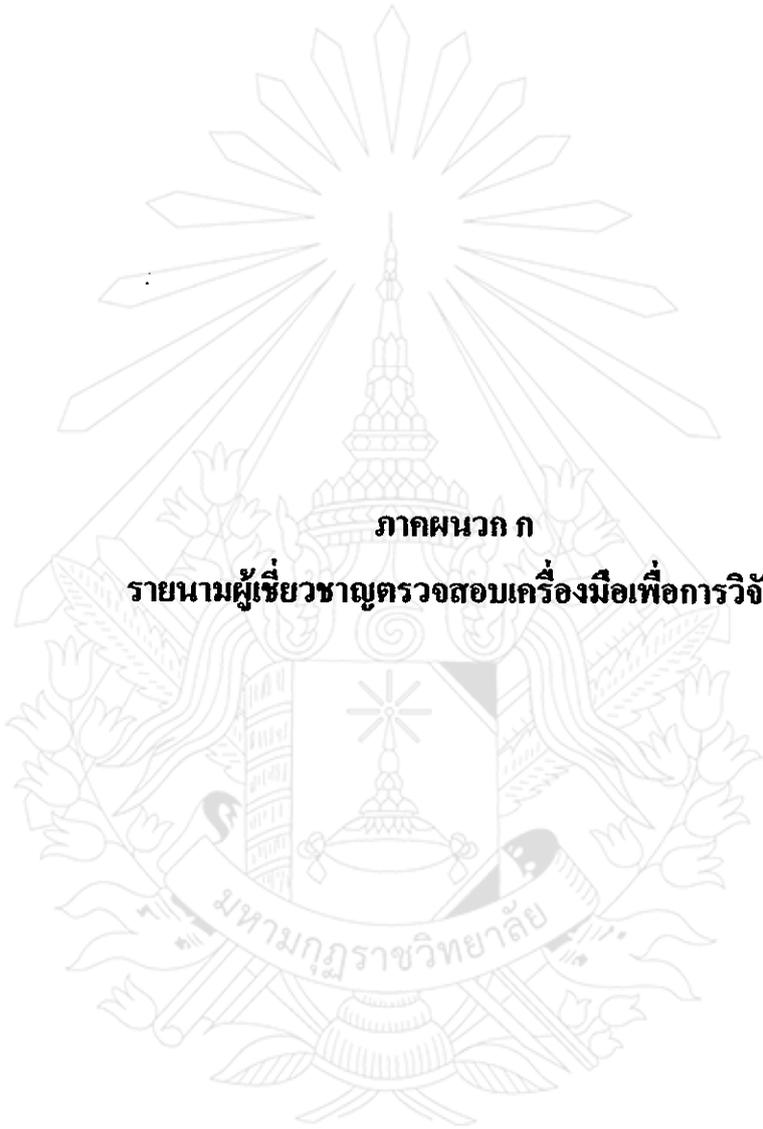 ภาคผนวก ก
รายนามผู้เชี่ยวชาญตรวจสอบเครื่องมือเพื่อการวิจั
มหามกุฏราชวิทยาลัย